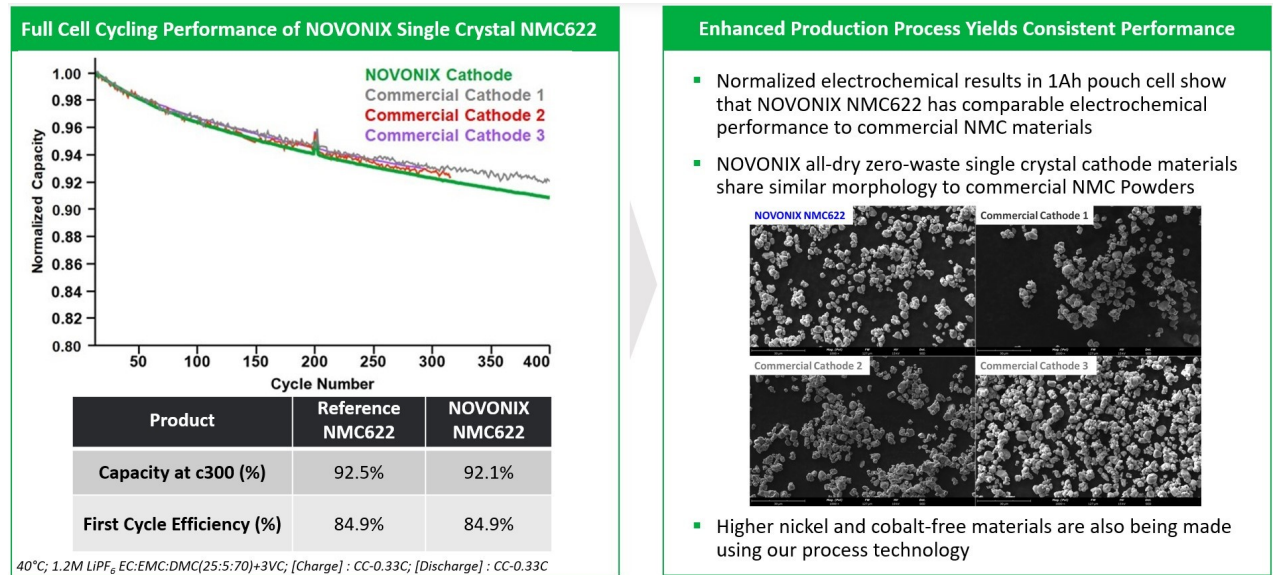 Full Cell Cycling Performance of NOVONIX Single Crystal NMC622
NOVONIX Cathode
Commercial Cathode 1
Commercial Cathode 2
Commercial Cathode 3
Normalized Capacity
1.00
0.98
0.96
0.94
0.92
0.90
0.88
0.86
0.84
0.82
0.80
50 100 150 200 250 300 350 400
Cycle Number
Product Reference NMC622 NOVONIX NMC622
Capacity at c300 (%) 92.5% 92.1%
First Cycle Efficiency (%) 84.9% 84.9%
40°C; 1.2M LiPF₆ EC:EMC:DMC(25:5:70)+3VC; [Charge] : CC-0.33C; [Discharge] : CC-0.33C
Enhanced Production Process Yields Consistent Performance
▪ Normalized electrochemical results in 1Ah pouch cell show
that NOVONIX NMC622 has comparable electrochemical
performance to commercial NMC materials
▪ NOVONIX all-dry zero-waste single crystal cathode materials
share similar morphology to commercial NMC Powders
NOVONIX NMC622
Commercial Cathode 1
Commercial Cathode 2
Commercial Cathode 3
▪ Higher nickel and cobalt-free materials are also being made
using our process technology